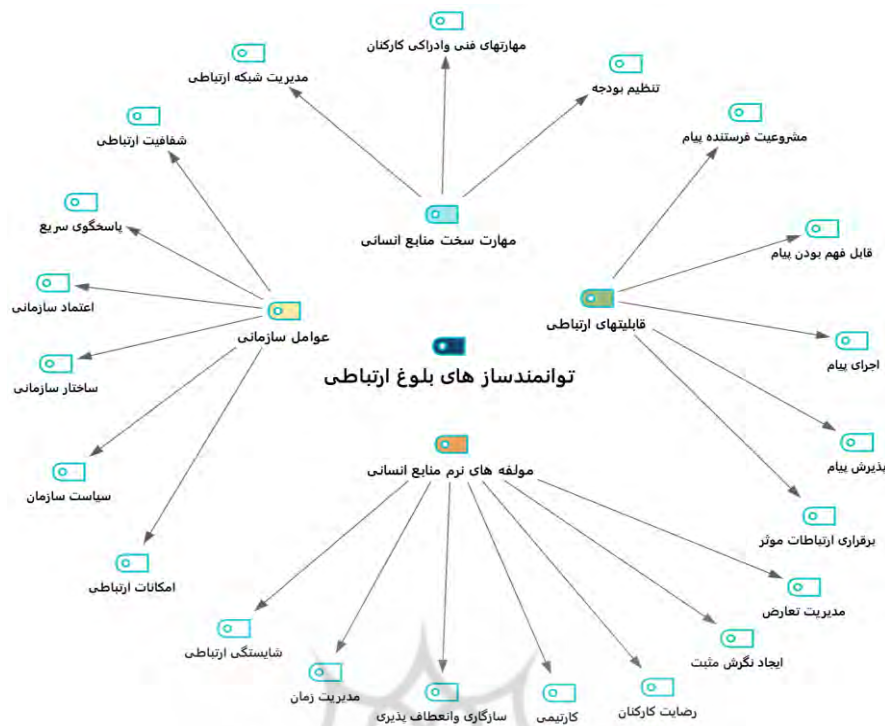 مهارتهای فنی وادراکی کارکنان
مدیریت شبکه ارتباطی
تنظیم بودجه
شفافیت ارتباطی
مشروعیت فرستنده پیام
پاسخگوی سریع
مهارت سخت منابع انسانی
قابل فهم بودن پیام
اعتماد سازمانی
عوامل سازمانی
قابلیتهای ارتباطی
اجرای پیام
توانمندساز های بلوغ ارتباطی
ساختار سازمانی
پذیرش پیام
مولفه های نرم منابع انسانی
سیاست سازمان
برقراری ارتباطات موثر
امکانات ارتباطی
مدیریت تعارض
شایستگی ارتباطی
ایجاد نگرش مثبت
مدیریت زمان
سازگاری وانعطاف پذیری
کارتیمی
رضایت کارکنان